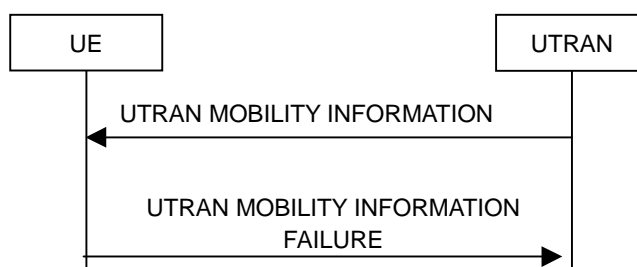 UE
UTRAN
UTRAN MOBILITY INFORMATION
UTRAN MOBILITY INFORMATION
FAILURE